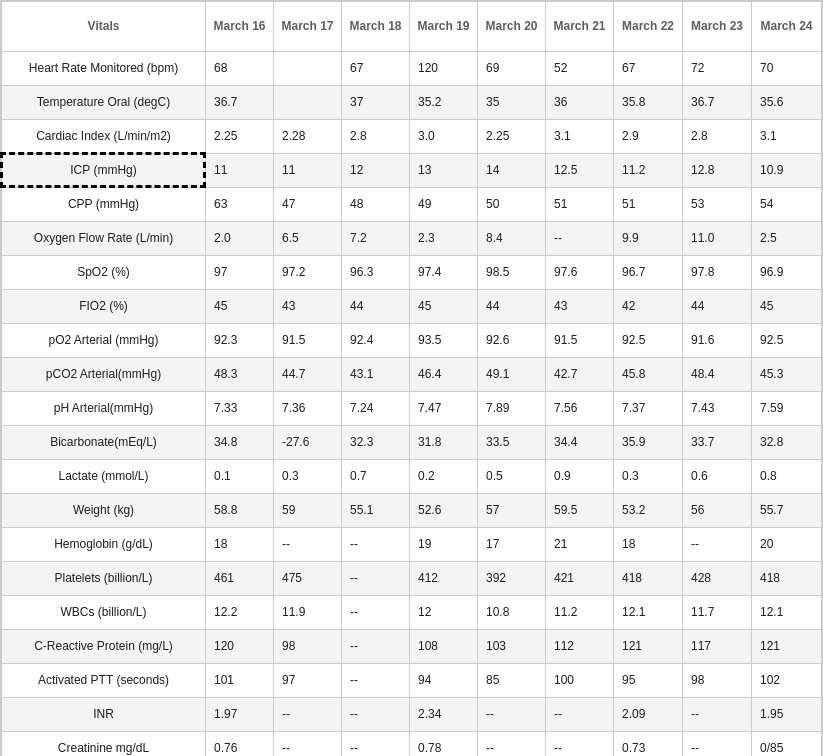 Vitals March 16 March 17 March 18 March 19 March 20 March 21 March 22 March 23 March 24
Heart Rate Monitored (bpm) 68 67 120 69 52 67 72 70
Temperature Oral (degC) 36.7 37 35.2 35 36 35.8 36.7 35.6
Cardiac Index (L/min/m2) 2.25 2.28 2.8 3.0 2.25 3.1 2.9 2.8 3.1
ICP (mmHg) 11 11 12 13 14 12.5 11.2 12.8 10.9
CPP (mmHg) 63 47 48 49 50 51 51 53 54
Oxygen Flow Rate (L/min) 2.0 6.5 7.2 2.3 8.4 -- 9.9 11.0 2.5
SpO2 (%) 97 97.2 96.3 97.4 98.5 97.6 96.7 97.8 96.9
FIO2 (%) 45 43 44 45 44 43 42 44 45
pO2 Arterial (mmHg) 92.3 91.5 92.4 93.5 92.6 91.5 92.5 91.6 92.5
pCO2 Arterial(mmHg) 48.3 44.7 43.1 46.4 49.1 42.7 45.8 48.4 45.3
pH Arterial(mmHg) 7.33 7.36 7.24 7.47 7.89 7.56 7.37 7.43 7.59
Bicarbonate(mEq/L) 34.8 -27.6 32.3 31.8 33.5 34.4 35.9 33.7 32.8
Lactate (mmol/L) 0.1 0.3 0.7 0.2 0.5 0.9 0.3 0.6 0.8
Weight (kg) 58.8 59 55.1 52.6 57 59.5 53.2 56 55.7
Hemoglobin (g/dL) 18 -- -- 19 17 21 18 -- 20
Platelets (billion/L) 461 475 -- 412 392 421 418 428 418
WBCs (billion/L) 12.2 11.9 -- 12 10.8 11.2 12.1 11.7 12.1
C-Reactive Protein (mg/L) 120 98 -- 108 103 112 121 117 121
Activated PTT (seconds) 101 97 -- 94 85 100 95 98 102
INR 1.97 -- -- 2.34 -- -- 2.09 -- 1.95
Creatinine mg/dL 0.76 -- -- 0.78 -- -- 0.73 -- 0/85